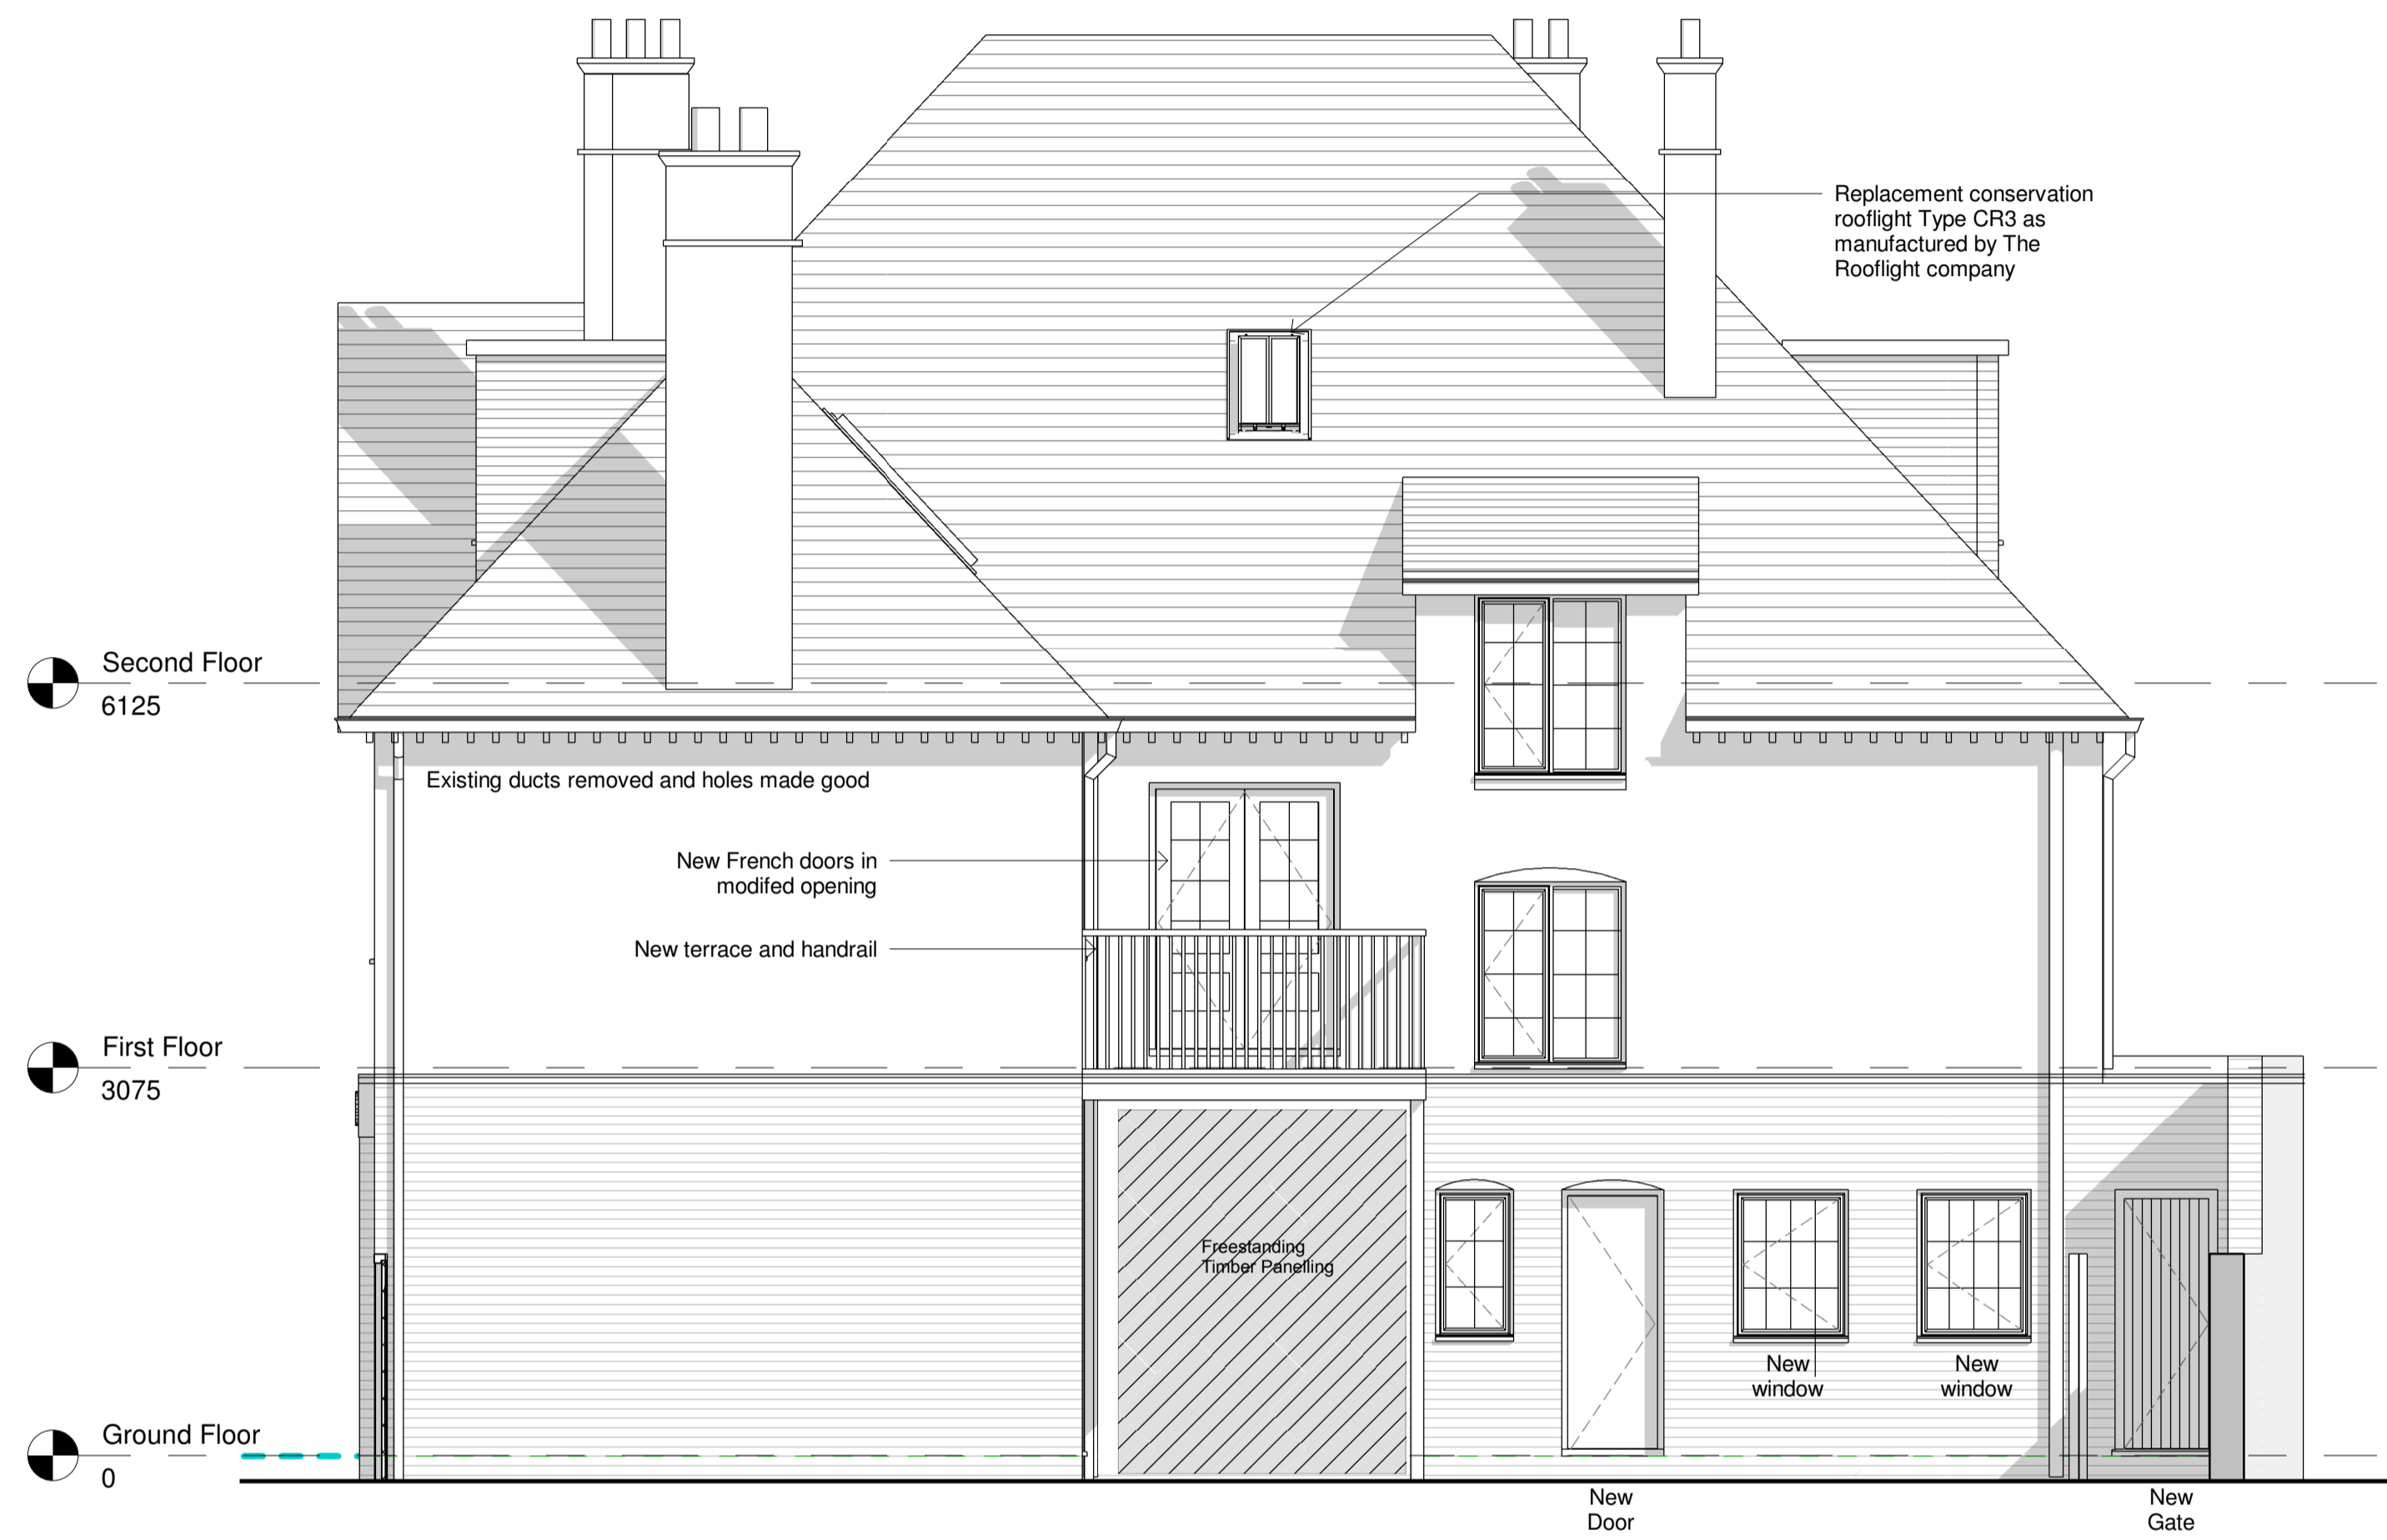 Replacement conservation
rooflight Type CR3 as
manufactured by The
Rooflight company
Second Floor
6125
Existing ducts removed and holes made good
New French doors in
modifed opening
New terrace and handrail
First Floor
3075
Freestanding
Timber Panelling
New
window
New
window
Ground Floor
0
New
Door
New
Gate